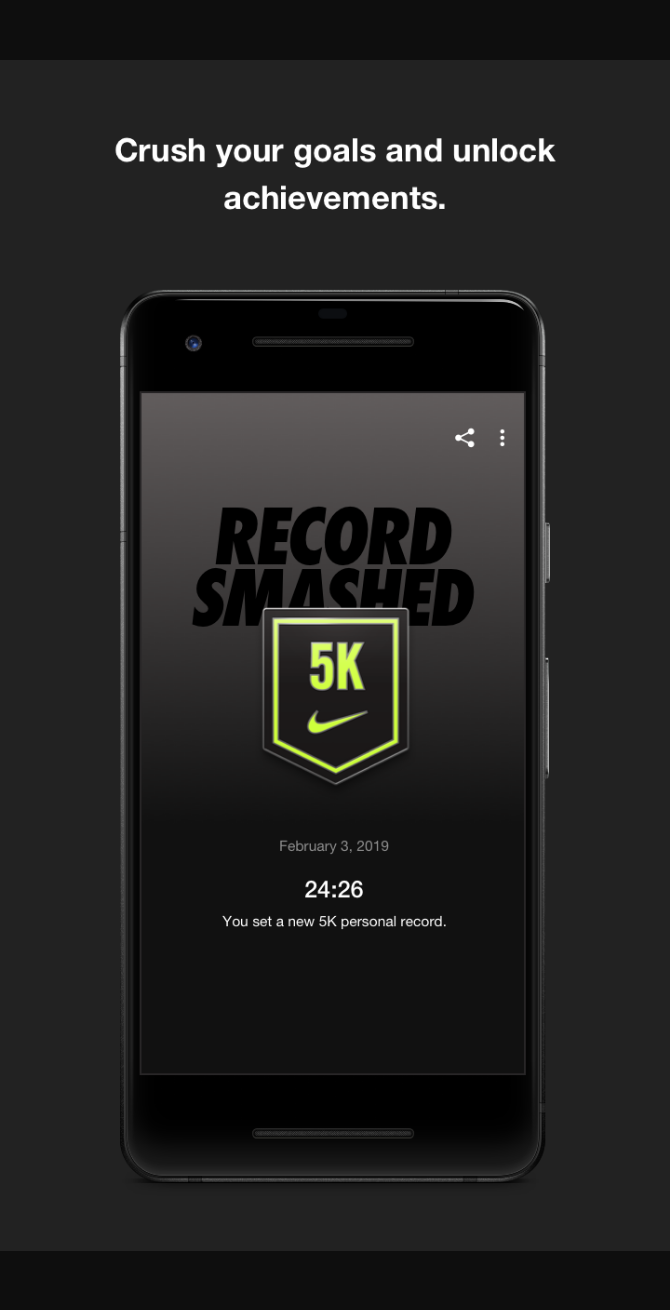 Crush your goals and unlock
achievements.
RECORD
SMASHED
5K
February 3, 2019
24:26
You set a new 5K personal record.